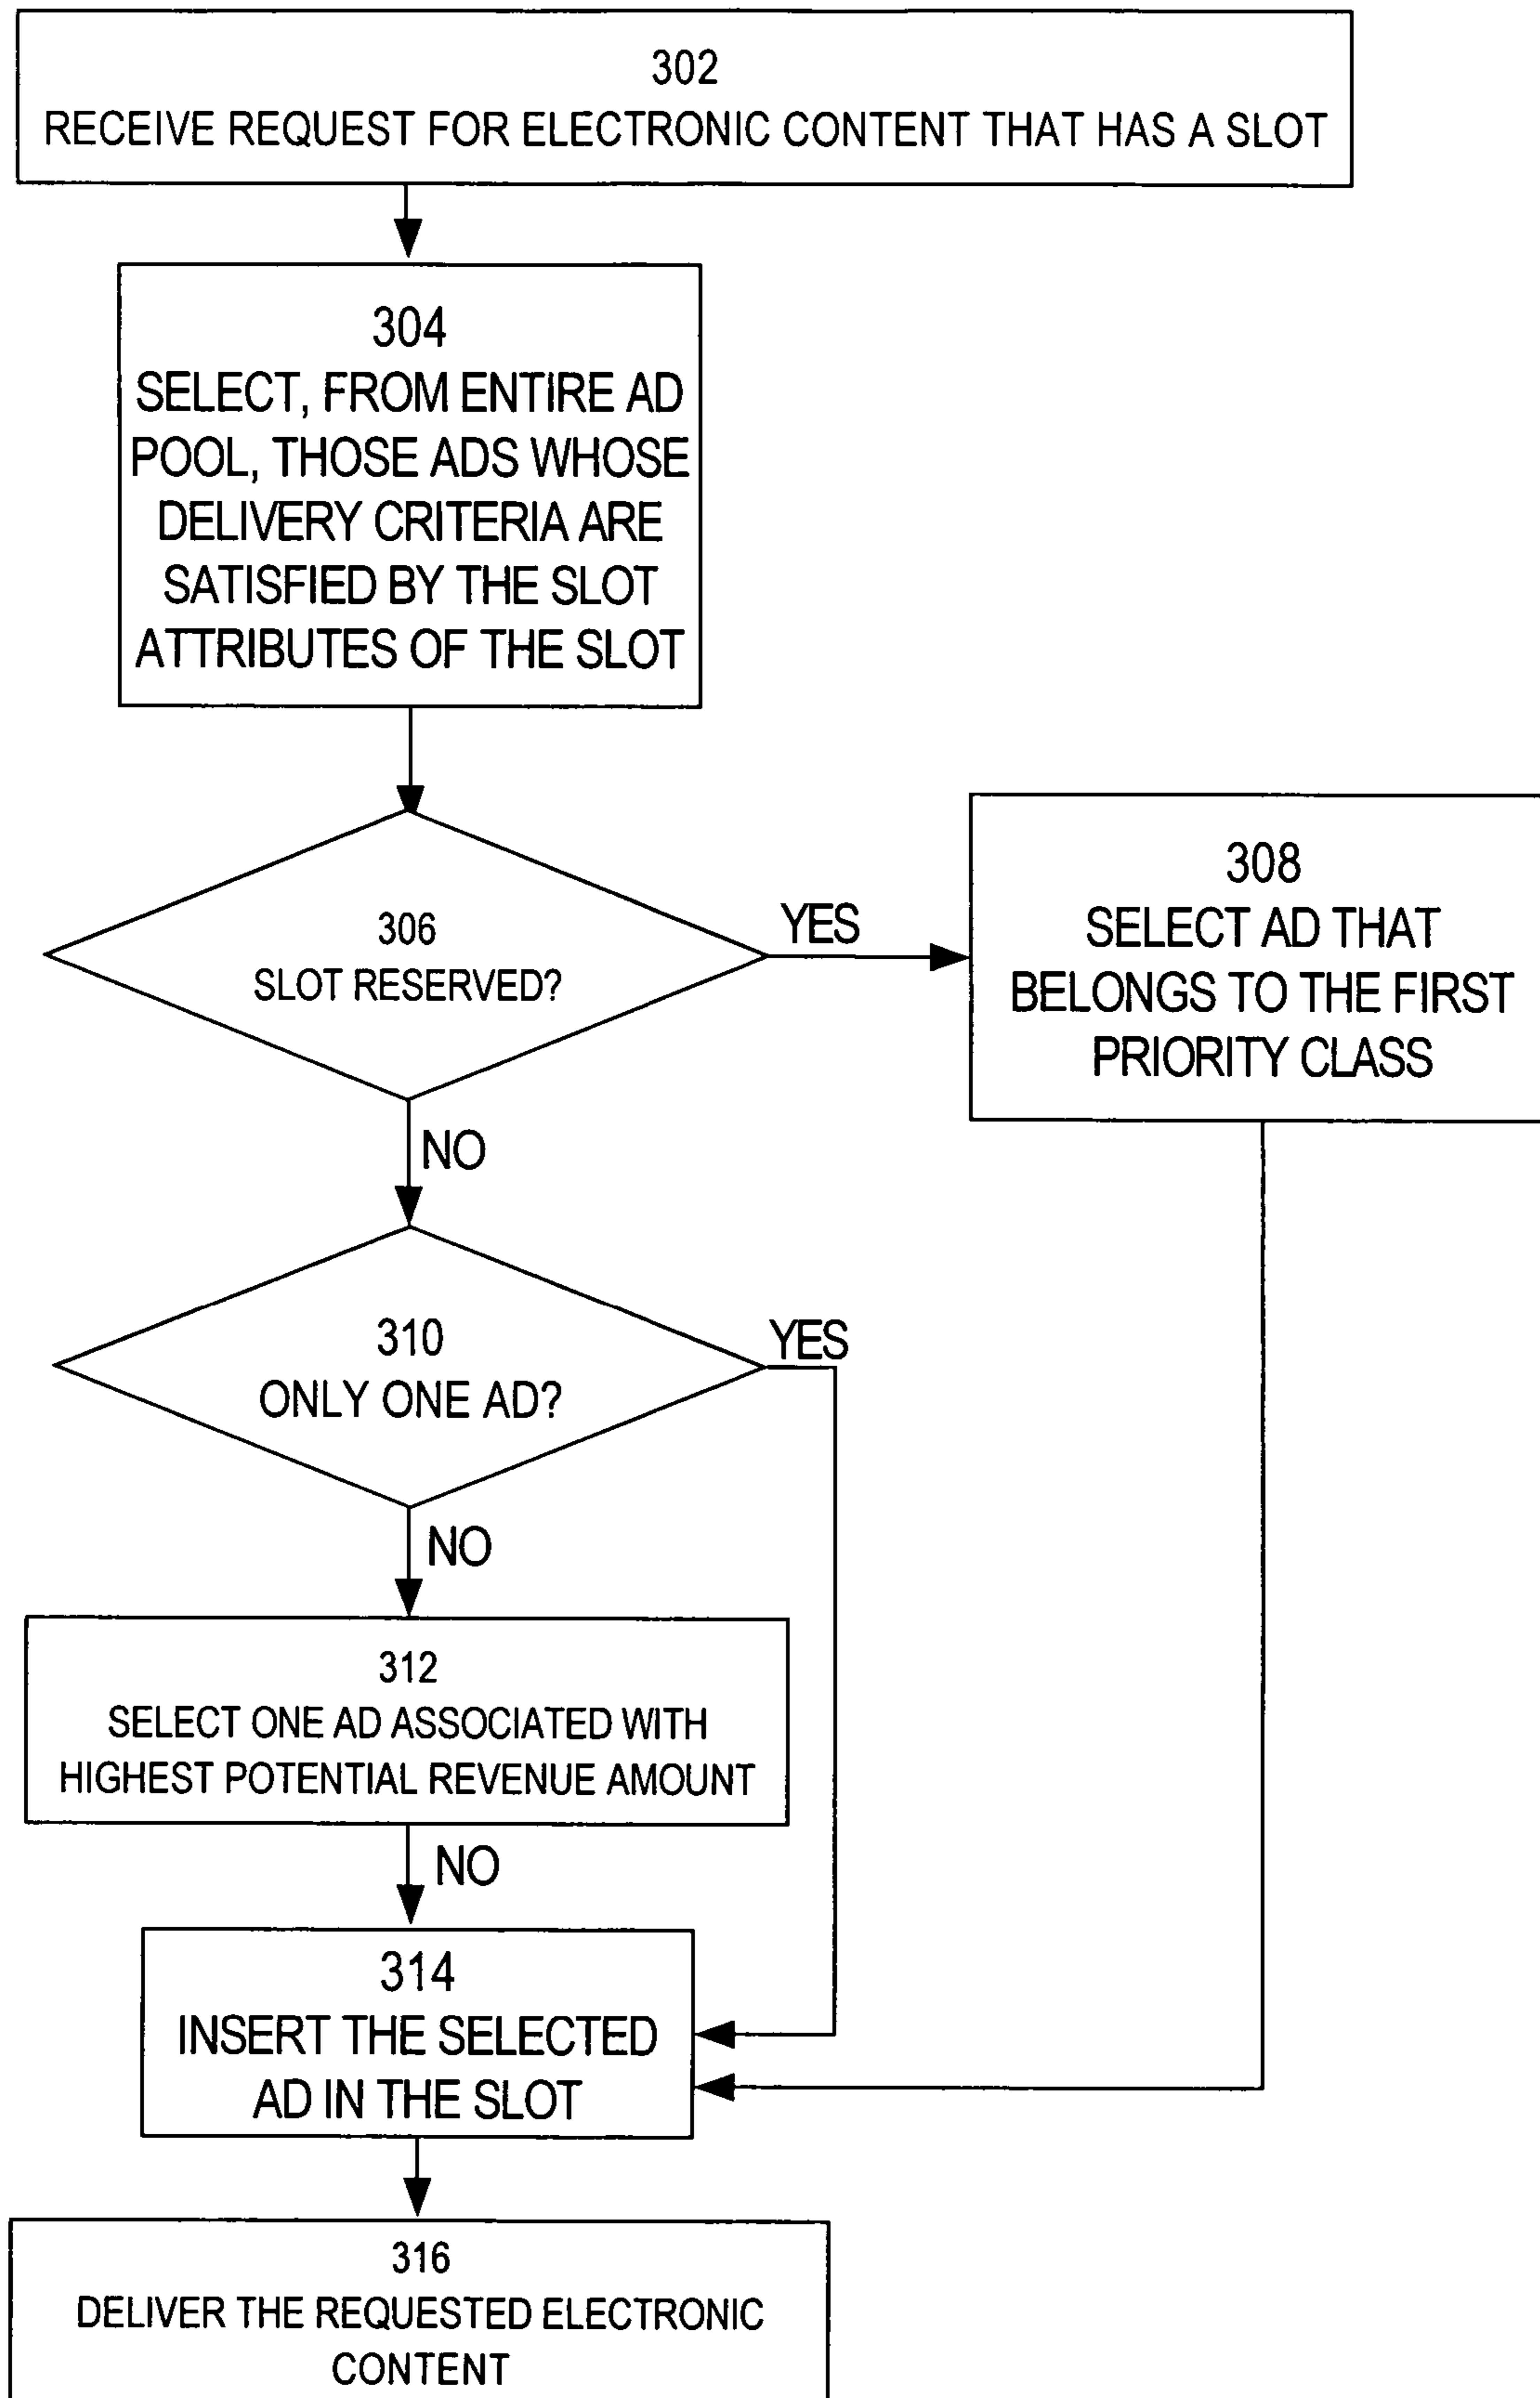 302
RECEIVE REQUEST FOR ELECTRONIC CONTENT THAT HAS A SLOT
304
SELECT, FROM ENTIRE AD
POOL, THOSE ADS WHOSE
DELIVERY CRITERIA ARE
SATISFIED BY THE SLOT
ATTRIBUTES OF THE SLOT
306
SLOT RESERVED?
YES
308
SELECT AD THAT
BELONGS TO THE FIRST
PRIORITY CLASS
NO
310
ONLY ONE AD?
YES
NO
312
SELECT ONE AD ASSOCIATED WITH
HIGHEST POTENTIAL REVENUE AMOUNT
NO
314
INSERT THE SELECTED
AD IN THE SLOT
316
DELIVER THE REQUESTED ELECTRONIC
CONTENT